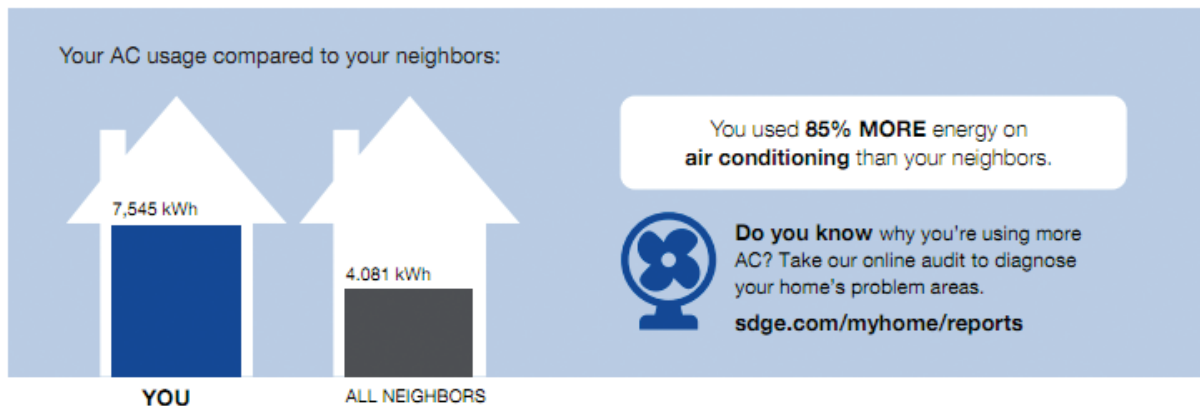 Your AC usage compared to your neighbors:
7,545 kWh
4.081 kWh
YOU
ALL NEIGHBORS
You used 85% MORE energy on
air conditioning than your neighbors.
Do you know why you're using more
AC? Take our online audit to diagnose
your home's problem areas.
sdge.com/myhome/reports